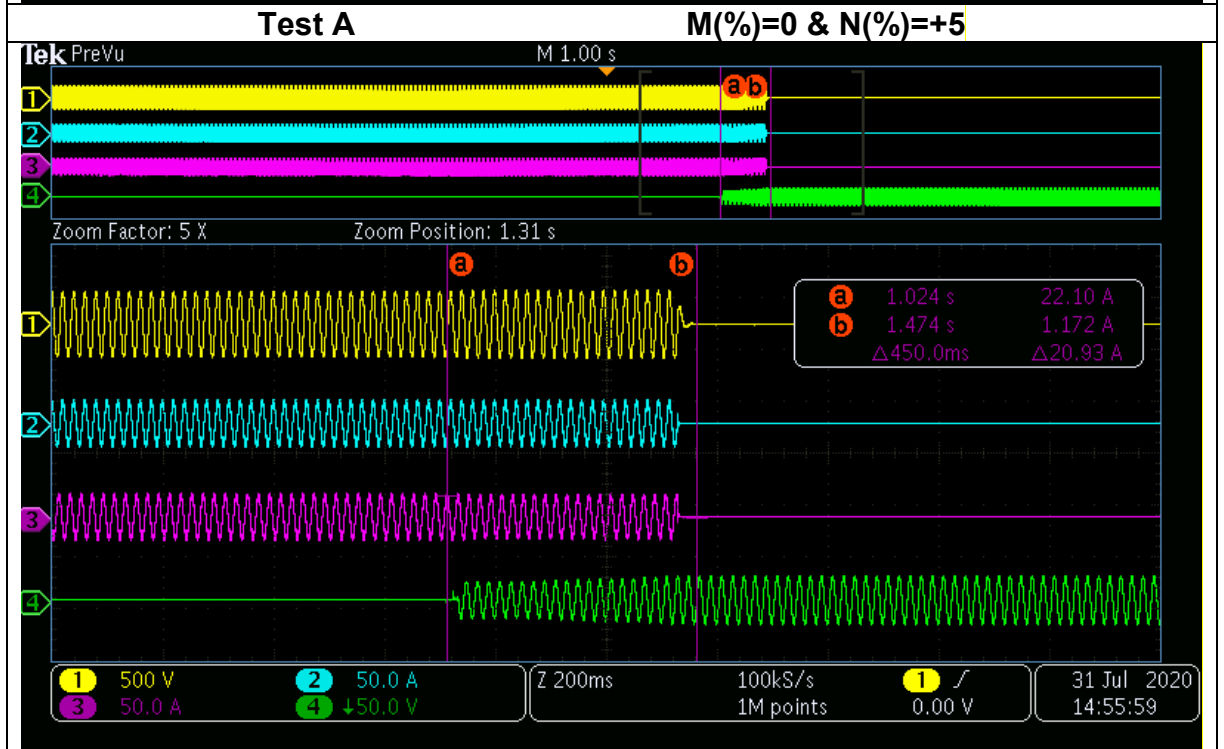 Test A M(%)=0 & N(%)=+5
Tek PreVu M 1.00 s
a b
1
2
3
4
Zoom Factor: 5 X Zoom Position: 1.31 s
a b
a 1.024 s 22.10 A
1 b 1.474 s 1.172 A
△450.0ms △20.93 A
2
3
4
1 500 V 2 50.0 A Z 200ms 100kS/s 1 31 Jul 2020
3 50.0 A 4 ↓50.0 V 1M points 0.00 V 14:55:59